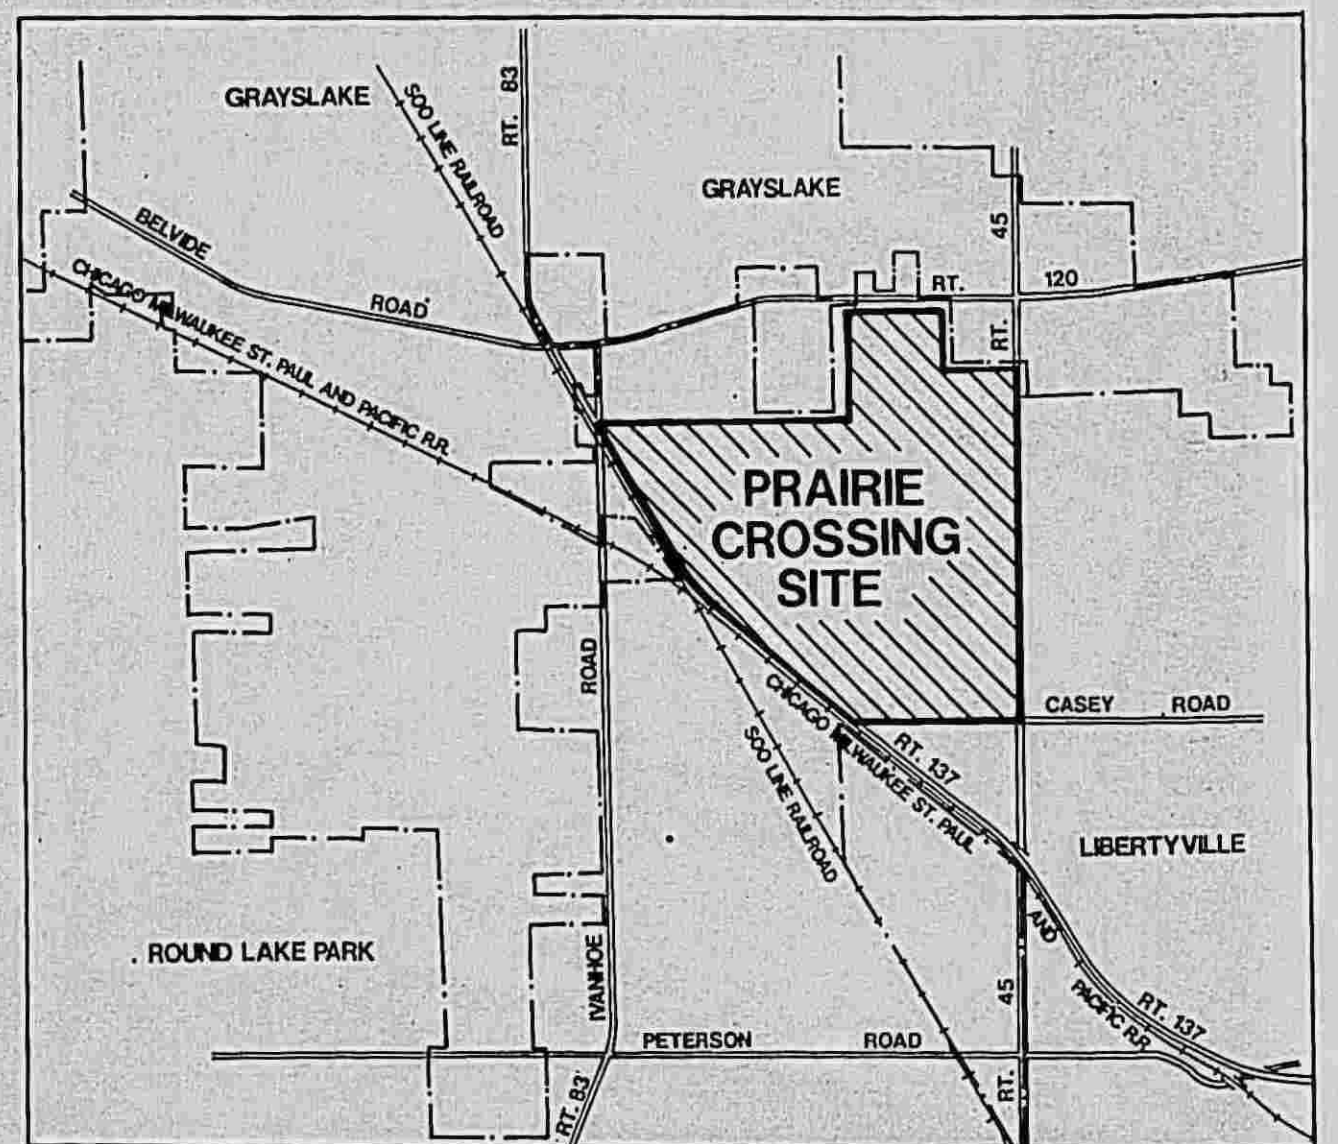 GRAYSLAKE
SOO LINE RAILROAD
RT. 83
GRAYSLAKE
BELVIDE
ROAD
CHICAGO MILWAUKEE ST. PAUL AND PACIFIC R.R.
RT. 120
RT. 45
PRAIRIE
CROSSING
SITE
ROAD
CASEY ROAD
CHICAGO MILWAUKEE ST. PAUL
RT. 137
SOO LINE RAILROAD
LIBERTYVILLE
ROUND LAKE PARK
IVANHOE
AND
PACIFIC R.R.
RT. 137
PETERSON ROAD
RT. 45
RT. 83